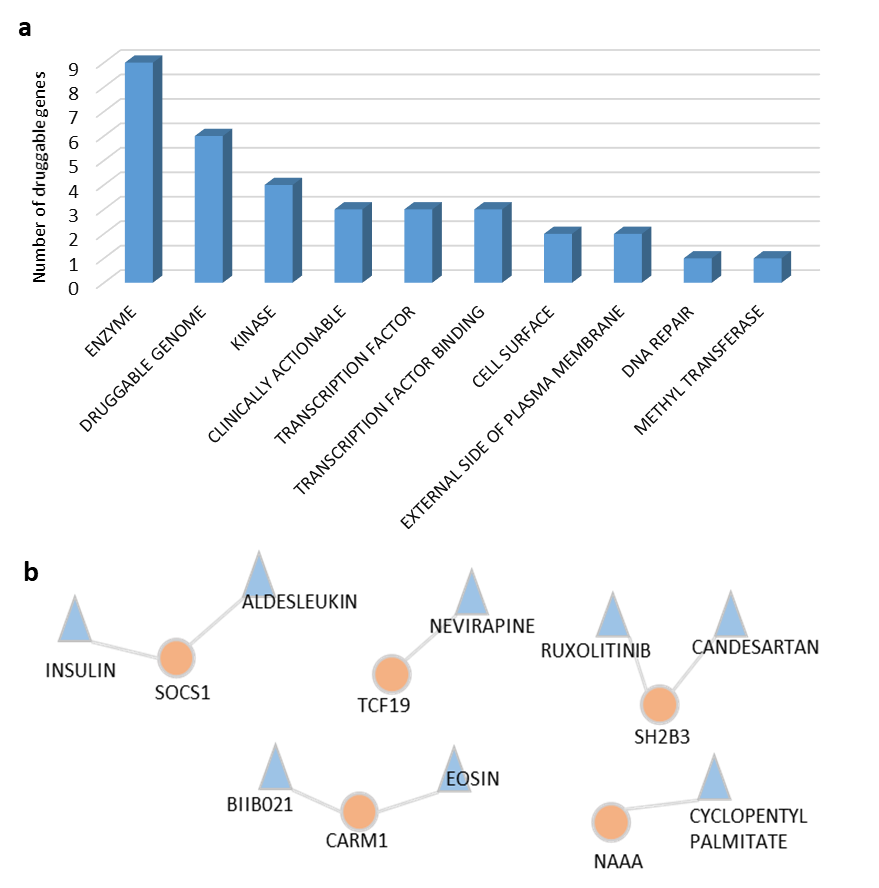 a
Number of druggable genes
9
8
7
6
5
4
3
2
1
0
ENZYME
DRUGGABLE GENOME
KINASE
CLINICALLY ACTIONABLE
TRANSCRIPTION FACTOR
TRANSCRIPTION FACTOR BINDING
CELL SURFACE
EXTERNAL SIDE OF PLASMA MEMBRANE
DNA REPAIR
METHYL TRANSFERASE
b
INSULIN
ALDESLEUKIN
SOCS1
NEVIRAPINE
TCF19
RUXOLITINIB
CANDESARTAN
SH2B3
BIIB021
EOSIN
CARM1
CYCLOPENTYL
PALMITATE
NAAA